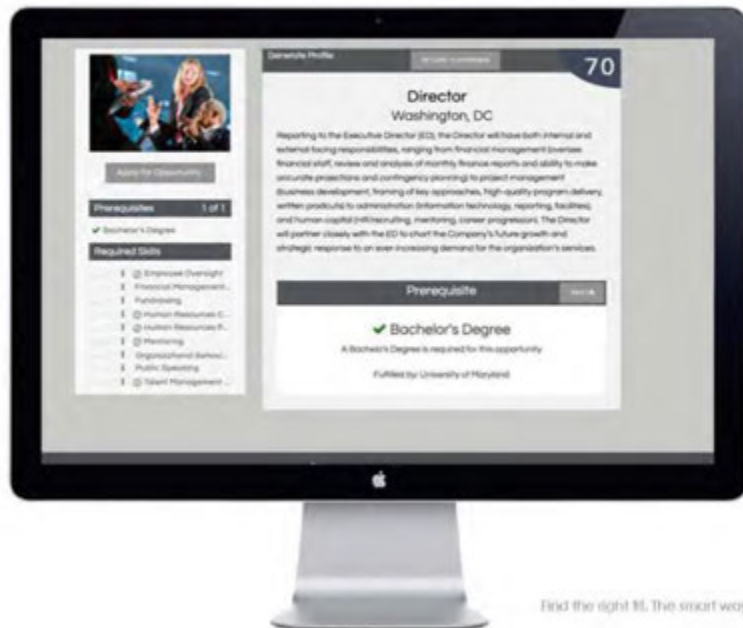 Generate Profile
70
Director
Washington, DC
Reporting to the Executive Director (ED), the Director will have both internal and
external facing responsibilities, ranging from financial management (oversee
financial staff, review and analysis of monthly finance reports and ability to make
accurate projections and contingency planning) to project management
(business development, framing of key approaches, high-quality program delivery,
written products) to administration (information technology, reporting, facilities),
and human capital (HR/recruiting, mentoring, career progression). The Director
will partner closely with the ED to chart the Company's future growth and
strategic response to an ever increasing demand for the organization's services.
Apply for Opportunity
Prerequisites 1 of 1
Bachelor's Degree
Required Skills
Employee Oversight
Financial Management...
Fundraising
Human Resources C...
Human Resources P...
Mentoring
Organizational Behavi...
Public Speaking
Talent Management ...
Prerequisite
Bachelor's Degree
A Bachelor's Degree is required for this opportunity
Fulfilled by: University of Maryland
Find the right fit. The smart way